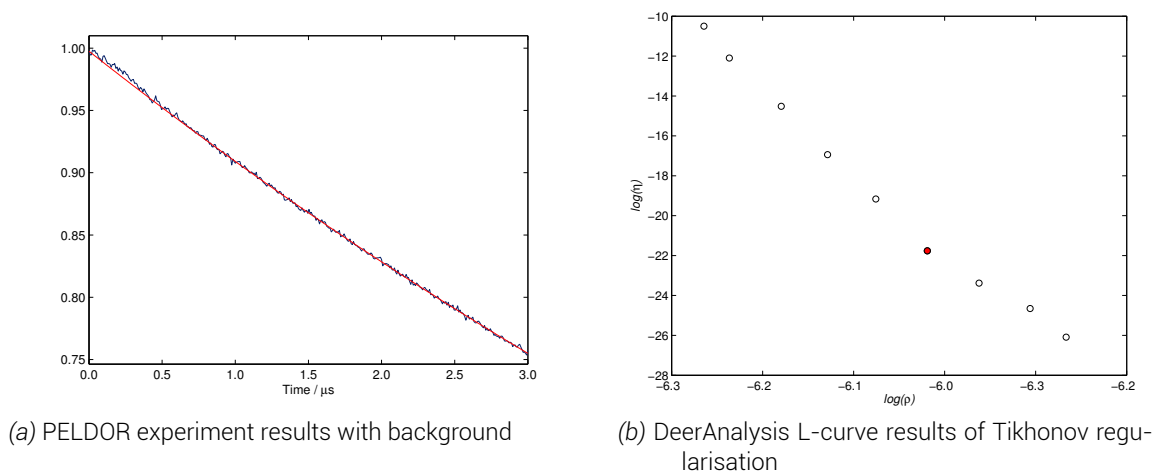 1.00
0.95
0.90
0.85
0.80
0.75
0.0 0.5 1.0 1.5 2.0 2.5 3.0
Time / μs
(a) PELDOR experiment results with background
−10
−12
−14
−16
−18
−20
−22
−24
−26
−28
log(η)
−6.3 −6.2 −6.1 −6.0 −6.3 −6.2
log(ρ)
(b) DeerAnalysis L-curve results of Tikhonov regu-
larisation